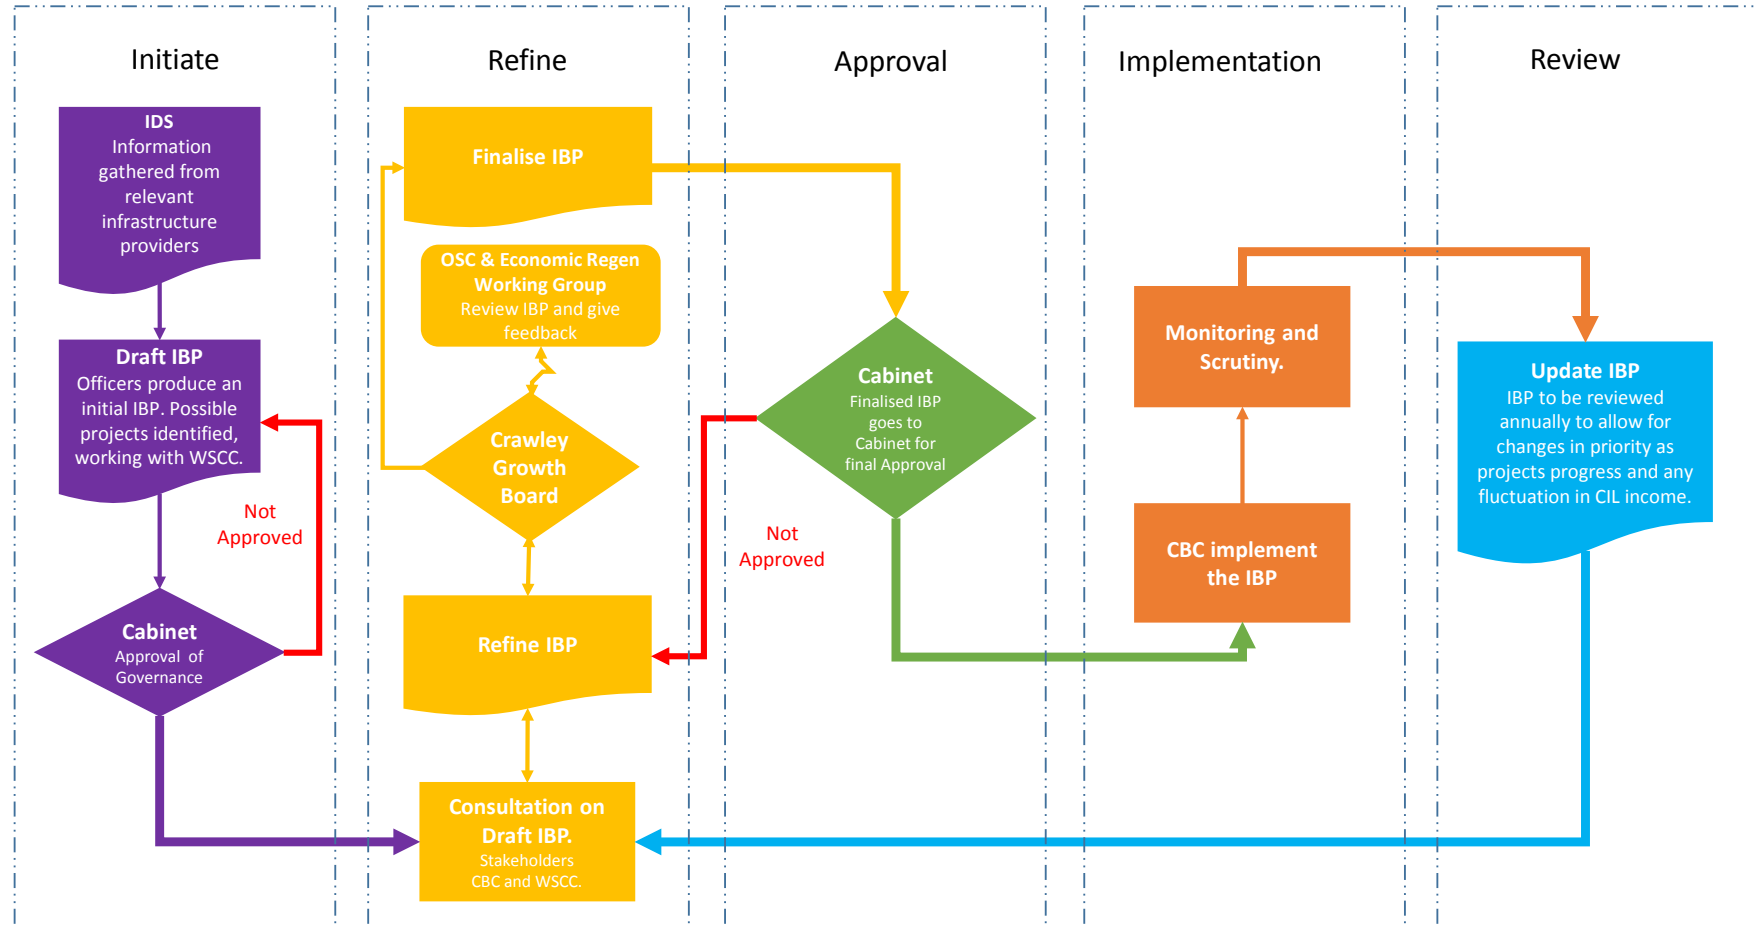 Initiate
IDS
Information
gathered from
relevant
infrastructure
providers
Draft IBP
Officers produce an
initial IBP. Possible
projects identified,
working with WSCC.
Not
Approved
Cabinet
Approval of
Governance
Refine
Finalise IBP
OSC & Economic Regen
Working Group
Review IBP and give
feedback
Crawley
Growth
Board
Refine IBP
Consultation on
Draft IBP.
Stakeholders
CBC and WSCC.
Approval
Cabinet
Finalised IBP
goes to
Cabinet for
final Approval
Not
Approved
Implementation
Monitoring and
Scrutiny.
CBC implement
the IBP
Review
Update IBP
IBP to be reviewed
annually to allow for
changes in priority as
projects progress and any
fluctuation in CIL income.